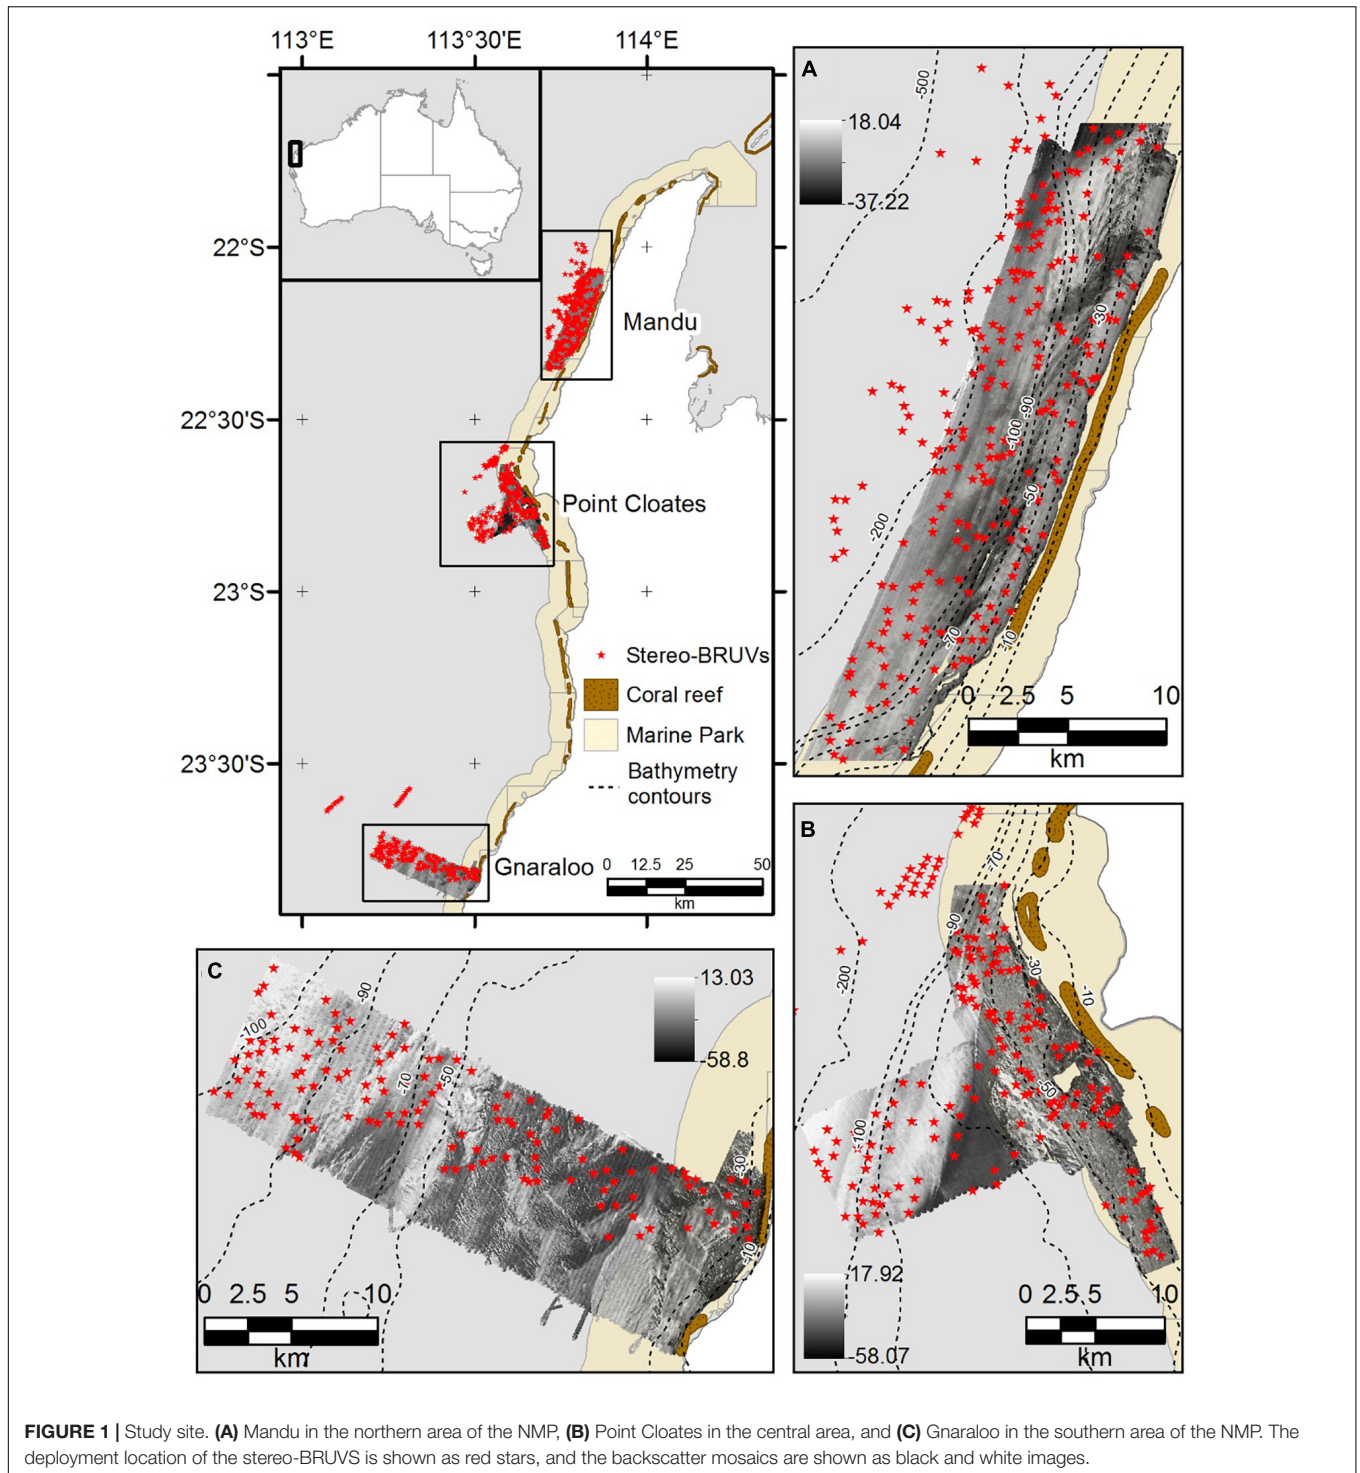 113°E
113°30'E
114°E
22°S
22°30'S
23°S
23°30'S
Mandu
Point Cloates
Gnaraloo
Stereo-BRUVs
Coral reef
Marine Park
Bathymetry
contours
0 12.5 25 50
km
A
18.04
-37.22
-500
-200
-30
-90
-100
-50
-70
-10
0 2.5 5 10
km
B
-70
-90
-30
-10
-200
-50
-100
17.92
-58.07
0 2.5 5 10
km
C
13.03
-58.8
-90
-100
-70
-50
-30
-10
0 2.5 5 10
km
FIGURE 1 | Study site. (A) Mandu in the northern area of the NMP, (B) Point Cloates in the central area, and (C) Gnaraloo in the southern area of the NMP. The
deployment location of the stereo-BRUVS is shown as red stars, and the backscatter mosaics are shown as black and white images.